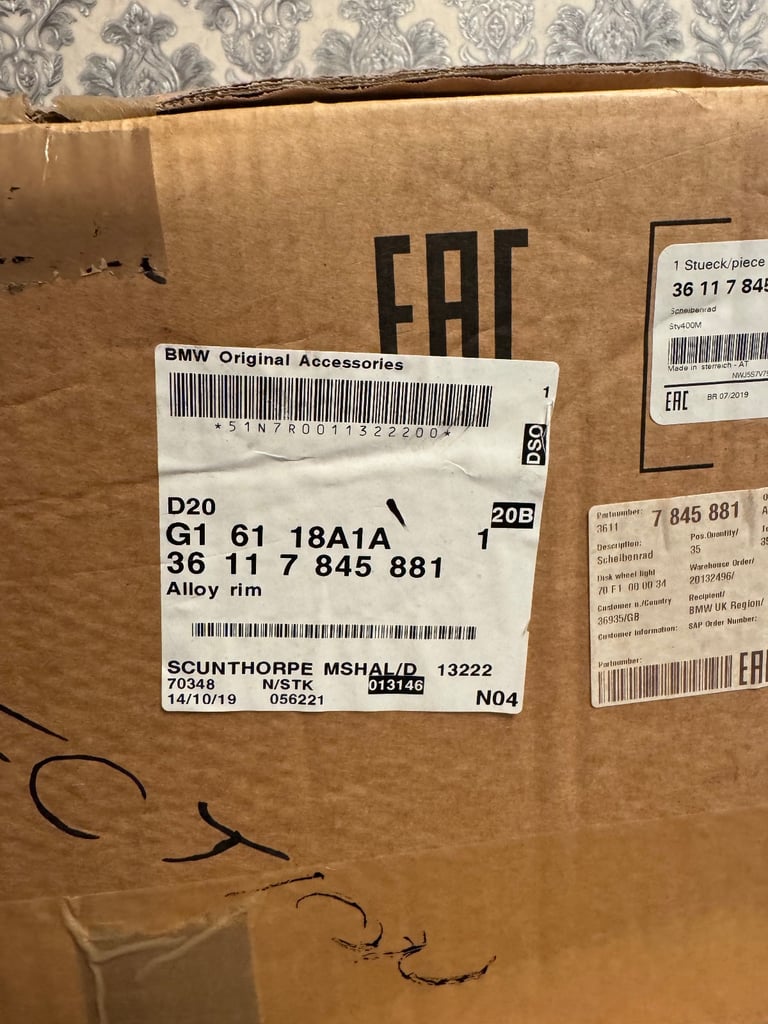 EAC
BMW Original Accessories
*51N7R0011322200*
1
DSO
D20
20B
G1 61 18A1A 1
36 11 7 845 881
Alloy rim
SCUNTHORPE MSHAL/D 13222
70348 N/STK 013146
14/10/19 056221 N04
1 Stueck/piece
36 11 7 845
Scheibenrad
Sty400M
Made in sterreich - AT
EAC BR 07/2019
Partnumber:
3611 7 845 881
Description: Pos.Quantity/
Scheibenrad 35
Disk wheel light Warehouse Order/
70 F1 00 00 34 20132496/
Customer n./Country Recipient/
36935/GB BMW UK Region/
Customer Information: SAP Order Number:
Partnumber: